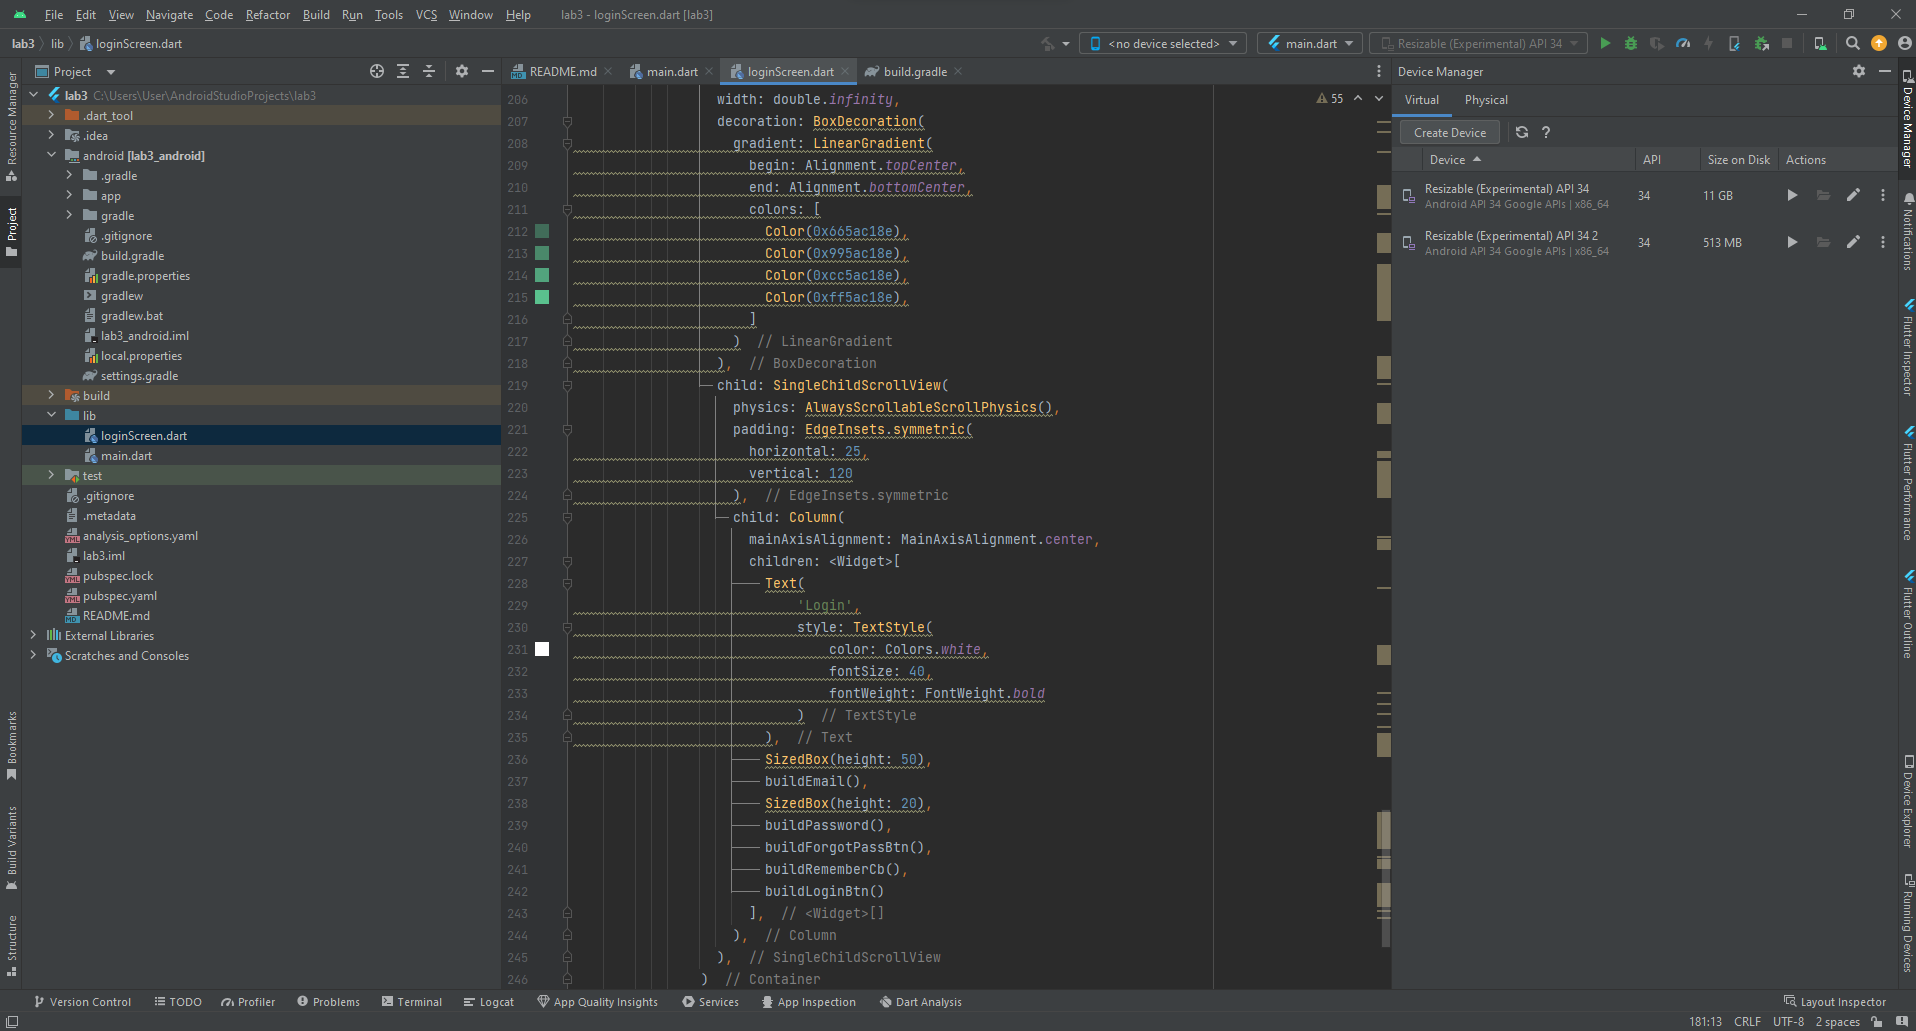 File Edit View Navigate Code Refactor Build Run Tools VCS Window Help lab3 - loginScreen.dart [lab3]
lab3 lib loginScreen.dart <no device selected> main.dart Resizable (Experimental) API 34
Project
README.md main.dart loginScreen.dart build.gradle
Device Manager
Resource Manager
Project
Bookmarks
Build Variants
Structure
lab3 C:\Users\User\AndroidStudioProjects\lab3
.dart_tool
.idea
android [lab3_android]
.gradle
app
gradle
.gitignore
build.gradle
gradle.properties
gradlew
gradlew.bat
lab3_android.iml
local.properties
settings.gradle
build
lib
loginScreen.dart
main.dart
test
.gitignore
.metadata
analysis_options.yaml
lab3.iml
pubspec.lock
pubspec.yaml
README.md
External Libraries
Scratches and Consoles
55
206 width: double.infinity,
207 decoration: BoxDecoration(
208 gradient: LinearGradient(
209 begin: Alignment.topCenter,
210 end: Alignment.bottomCenter,
211 colors: [
212 Color(0x665ac18e),
213 Color(0x995ac18e),
214 Color(0xcc5ac18e),
215 Color(0xff5ac18e),
216 ]
217 ) // LinearGradient
218 ), // BoxDecoration
219 child: SingleChildScrollView(
220 physics: AlwaysScrollableScrollPhysics(),
221 padding: EdgeInsets.symmetric(
222 horizontal: 25,
223 vertical: 120
224 ), // EdgeInsets.symmetric
225 child: Column(
226 mainAxisAlignment: MainAxisAlignment.center,
227 children: <Widget>[
228 Text(
229 'Login',
230 style: TextStyle(
231 color: Colors.white,
232 fontSize: 40,
233 fontWeight: FontWeight.bold
234 ) // TextStyle
235 ), // Text
236 SizedBox(height: 50),
237 buildEmail(),
238 SizedBox(height: 20),
239 buildPassword(),
240 buildForgotPassBtn(),
241 buildRememberCb(),
242 buildLoginBtn()
243 ], // <Widget>[]
244 ), // Column
245 ), // SingleChildScrollView
246 ) // Container
Virtual Physical
Create Device ?
Device API Size on Disk Actions
Resizable (Experimental) API 34 34 11 GB
Android API 34 Google APIs | x86_64
Resizable (Experimental) API 34 2 34 513 MB
Android API 34 Google APIs | x86_64
Device Manager
Notifications
Flutter Inspector
Flutter Performance
Flutter Outline
Device Explorer
Running Devices
Version Control TODO Profiler Problems Terminal Logcat App Quality Insights Services App Inspection Dart Analysis Layout Inspector
181:13 CRLF UTF-8 2 spaces